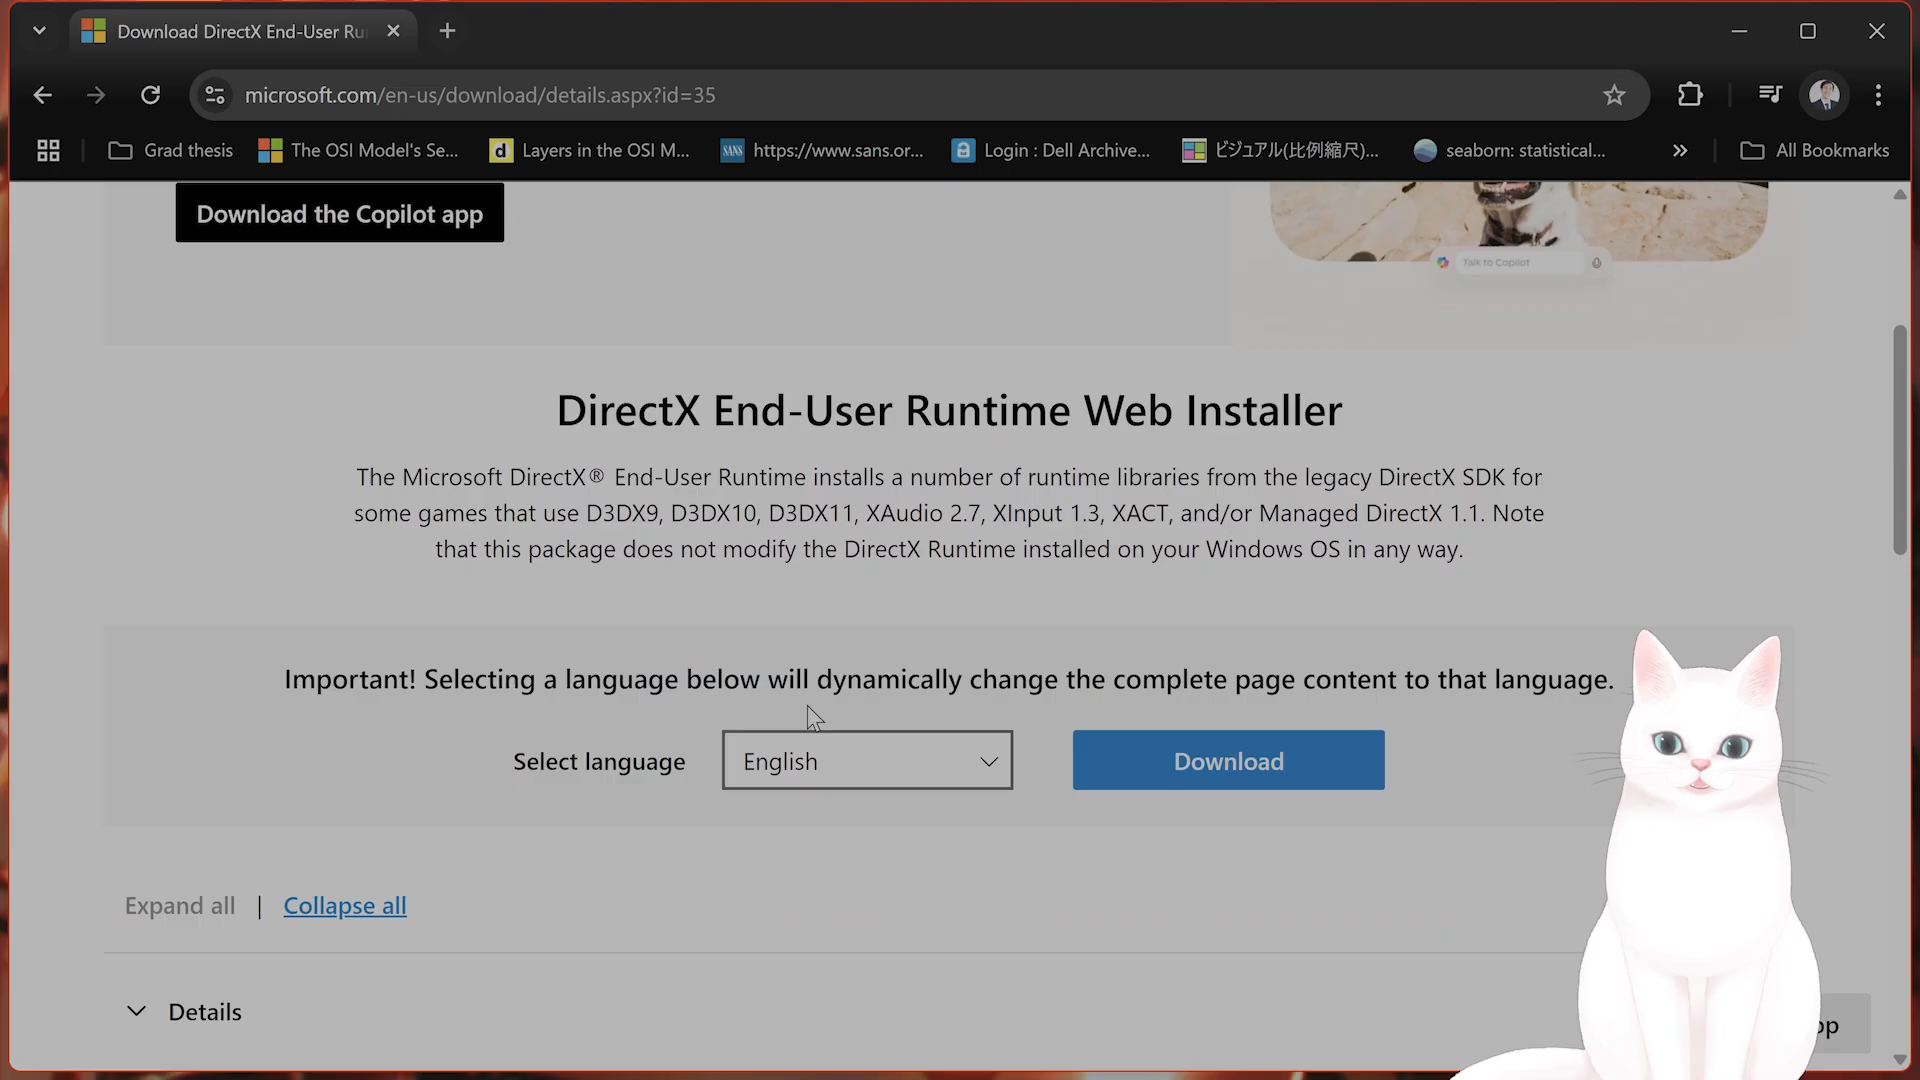 Download DirectX End-User Ru
microsoft.com/en-us/download/details.aspx?id=35
Grad thesis
The OSI Model's Se...
Layers in the OSI M...
https://www.sans.or...
Login : Dell Archive...
ビジュアル(比例縮尺)...
seaborn: statistical...
All Bookmarks
Download the Copilot app
Talk to Copilot
DirectX End-User Runtime Web Installer
The Microsoft DirectX® End-User Runtime installs a number of runtime libraries from the legacy DirectX SDK for
some games that use D3DX9, D3DX10, D3DX11, XAudio 2.7, XInput 1.3, XACT, and/or Managed DirectX 1.1. Note
that this package does not modify the DirectX Runtime installed on your Windows OS in any way.
Important! Selecting a language below will dynamically change the complete page content to that language.
Select language
English
Download
Expand all | Collapse all
Details